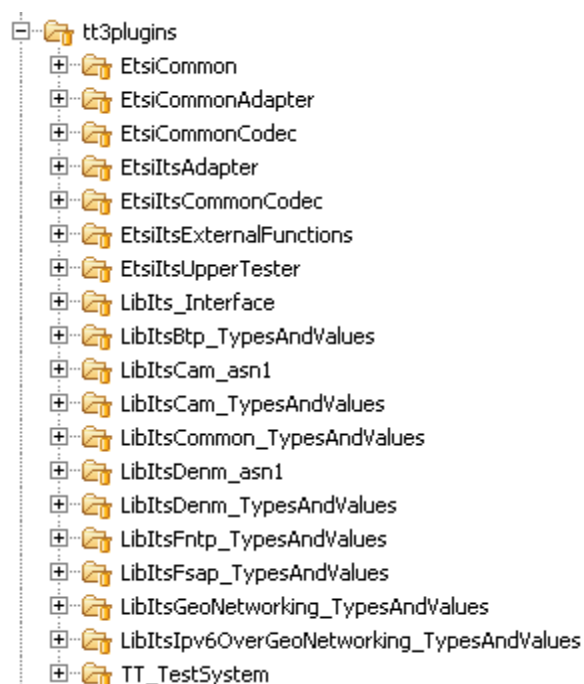 tt3plugins
EtsiCommon
EtsiCommonAdapter
EtsiCommonCodec
EtsiItsAdapter
EtsiItsCommonCodec
EtsiItsExternalFunctions
EtsiItsUpperTester
LibIts_Interface
LibItsBtp_TypesAndValues
LibItsCam_asn1
LibItsCam_TypesAndValues
LibItsCommon_TypesAndValues
LibItsDenm_asn1
LibItsDenm_TypesAndValues
LibItsFntp_TypesAndValues
LibItsFsap_TypesAndValues
LibItsGeoNetworking_TypesAndValues
LibItsIpv6OverGeoNetworking_TypesAndValues
TT_TestSystem